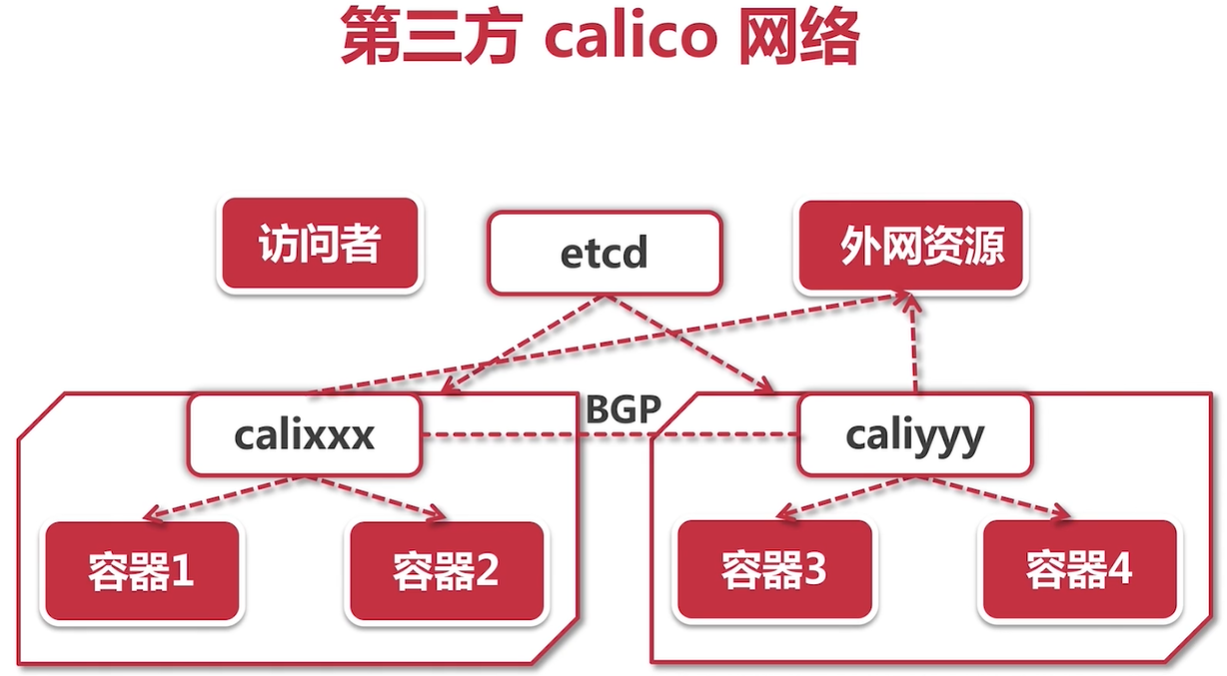 第三方 calico 网络
访问者
etcd
外网资源
BGP
calixxx
caliyyy
容器1
容器2
容器3
容器4